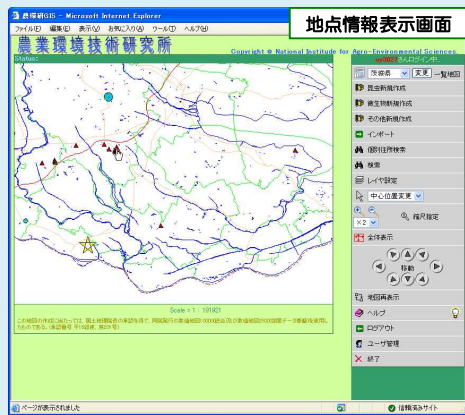 農環研GIS - Microsoft Internet Explorer
地点情報表示画面
ファイル(F) 編集(E) 表示(V) お気に入り(A) ツール(T) ヘルプ(H)
農業環境技術研究所
Copyright © National Institute for Agro-Environmental Sciences.
Status:
さんログイン中.
茨城県 変更 一覧地図
昆虫新規作成
微生物新規作成
その他新規作成
インポート
個別住所検索
検索
レイヤ設定
中心位置変更
×2 縮尺指定
全体表示
移動
地図再表示
ヘルプ
ログアウト
ユーザ管理
終了
Scale = 1 : 191921
ページが表示されました
信頼済みサイト